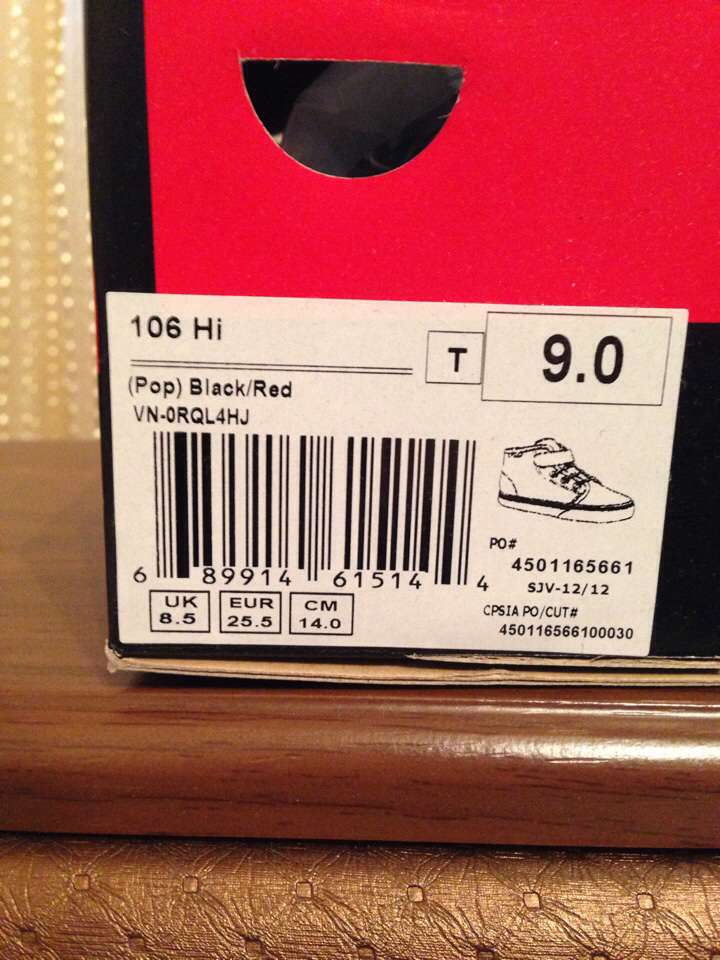 106 Hi
T
9.0
(Pop) Black/Red
VN-0RQL4HJ
6 89914 61514 4
PO#
4501165661
SJV-12/12
CPSIA PO/CUT#
450116566100030
UK
8.5
EUR
25.5
CM
14.0